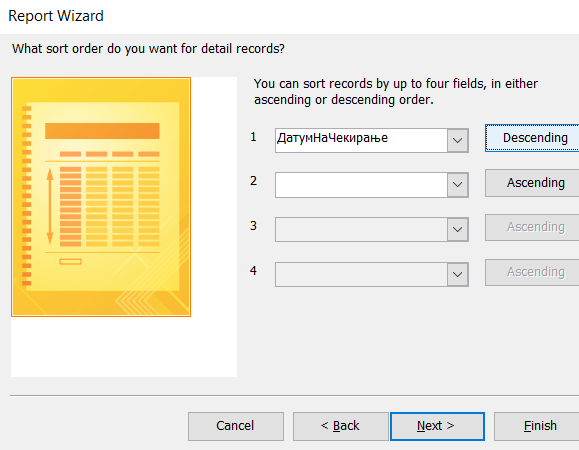 Report Wizard
What sort order do you want for detail records?
You can sort records by up to four fields, in either
ascending or descending order.
1 ДатумНаЧекирање Descending
2 Ascending
3 Ascending
4 Ascending
Cancel < Back Next > Finish